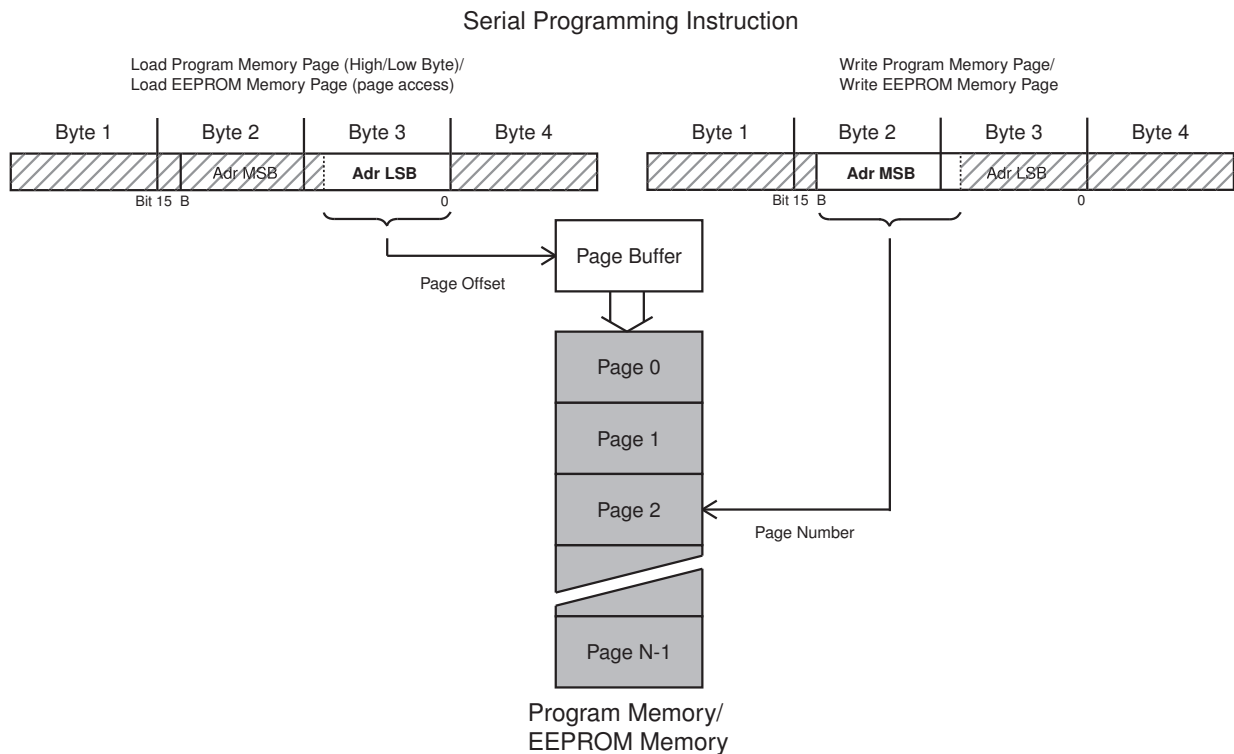 Serial Programming Instruction
Load Program Memory Page (High/Low Byte)/
Load EEPROM Memory Page (page access)
Write Program Memory Page/
Write EEPROM Memory Page
Byte 1 Byte 2 Byte 3 Byte 4
Byte 1 Byte 2 Byte 3 Byte 4
Adr MSB Adr LSB
Adr MSB Adr LSB
Bit 15 B 0
Bit 15 B 0
Page Buffer
Page Offset
Page 0
Page 1
Page 2
Page Number
Page N-1
Program Memory/
EEPROM Memory